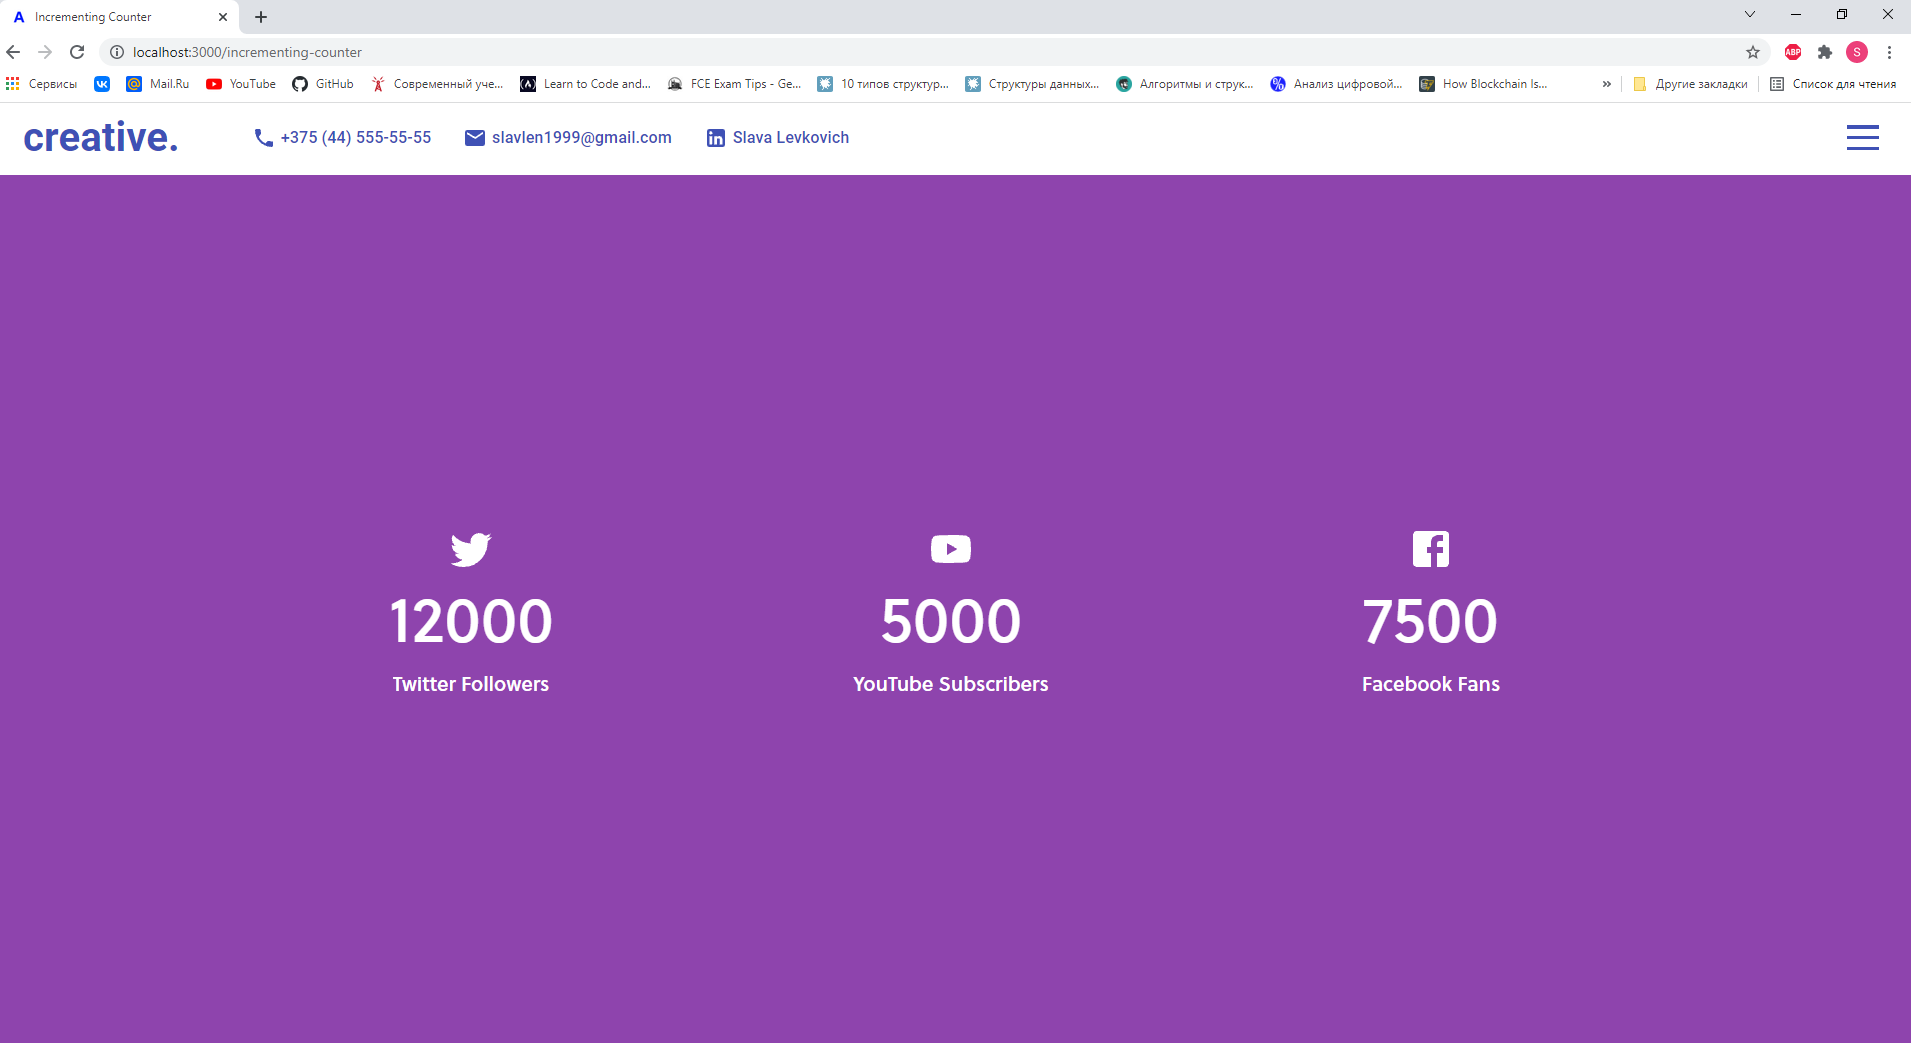 A Incrementing Counter
localhost:3000/incrementing-counter
ABP
S
Сервисы
Mail.Ru
YouTube
GitHub
Современный уче...
Learn to Code and...
FCE Exam Tips - Ge...
10 типов структур...
Структуры данных...
Алгоритмы и струк...
Анализ цифровой...
How Blockchain Is...
»
Другие закладки
Список для чтения
creative.
+375 (44) 555-55-55
slavlen1999@gmail.com
in Slava Levkovich
12000
Twitter Followers
5000
YouTube Subscribers
7500
Facebook Fans